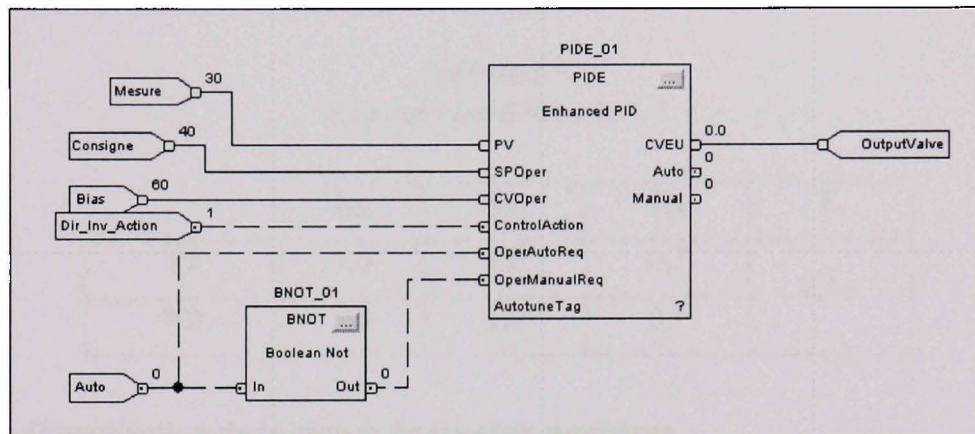 PIDE_01
PIDE
...
Enhanced PID
Mesure
30
Consigne
40
Bias
60
Dir_Inv_Action
1
PV
SPOper
CVOper
ControlAction
OperAutoReq
OperManualReq
AutotuneTag
?
CVEU
0.0
Auto
0
Manual
0
OutputValve
BNOT_01
BNOT
...
Boolean Not
In
Out
0
Auto
0